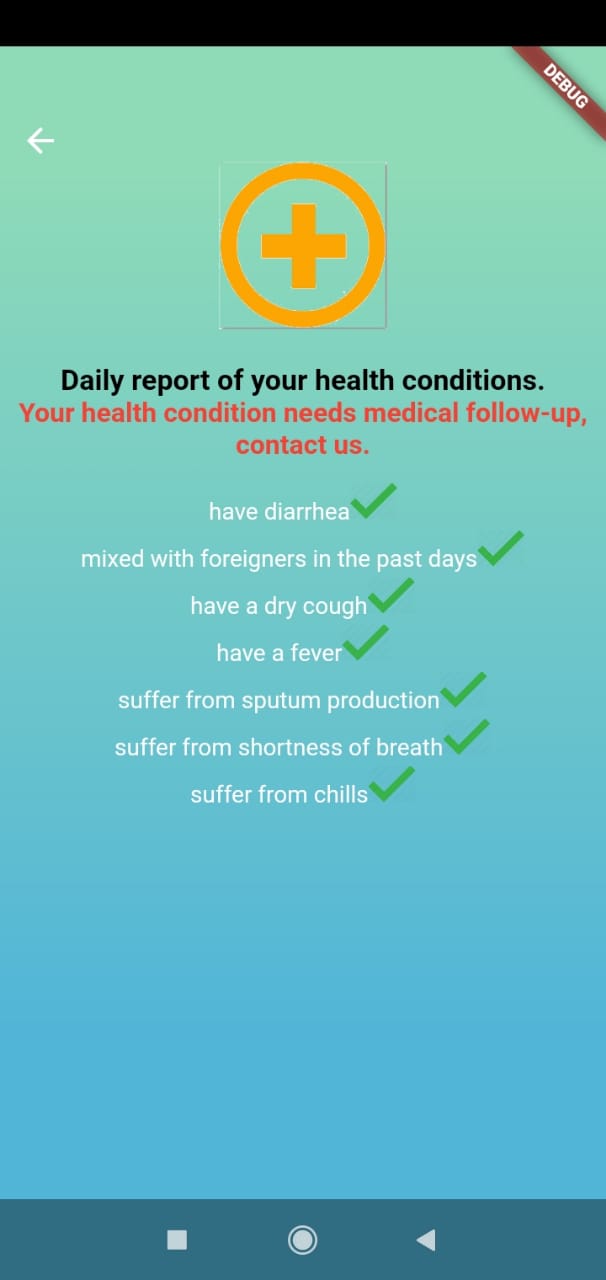 DEBUG
Daily report of your health conditions.
Your health condition needs medical follow-up,
contact us.
have diarrhea
mixed with foreigners in the past days
have a dry cough
have a fever
suffer from sputum production
suffer from shortness of breath
suffer from chills